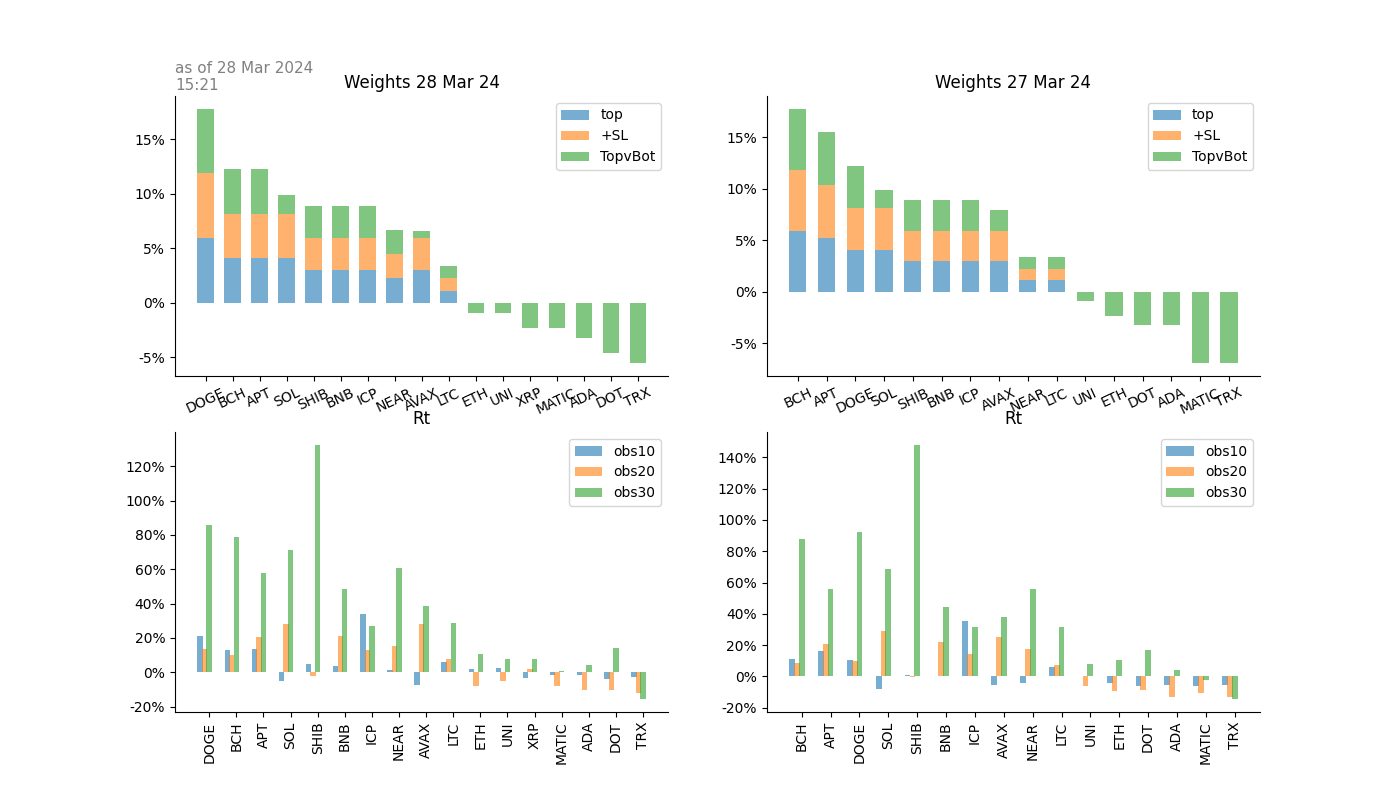 as of 28 Mar 2024
15:21
Weights 28 Mar 24
top
+SL
TopvBot
15%
10%
5%
0%
-5%
DOGE BCH APT SOL SHIB BNB ICP NEAR AVAX LTC ETH UNI XRP MATIC ADA DOT TRX
Weights 27 Mar 24
top
+SL
TopvBot
15%
10%
5%
0%
-5%
BCH APT DOGE SOL SHIB BNB ICP AVAX NEAR LTC UNI ETH DOT ADA MATIC TRX
Rt
obs10
obs20
obs30
120%
100%
80%
60%
40%
20%
0%
-20%
DOGE BCH APT SOL SHIB BNB ICP NEAR AVAX LTC ETH UNI XRP MATIC ADA DOT TRX
Rt
obs10
obs20
obs30
140%
120%
100%
80%
60%
40%
20%
0%
-20%
BCH APT DOGE SOL SHIB BNB ICP AVAX NEAR LTC UNI ETH DOT ADA MATIC TRX